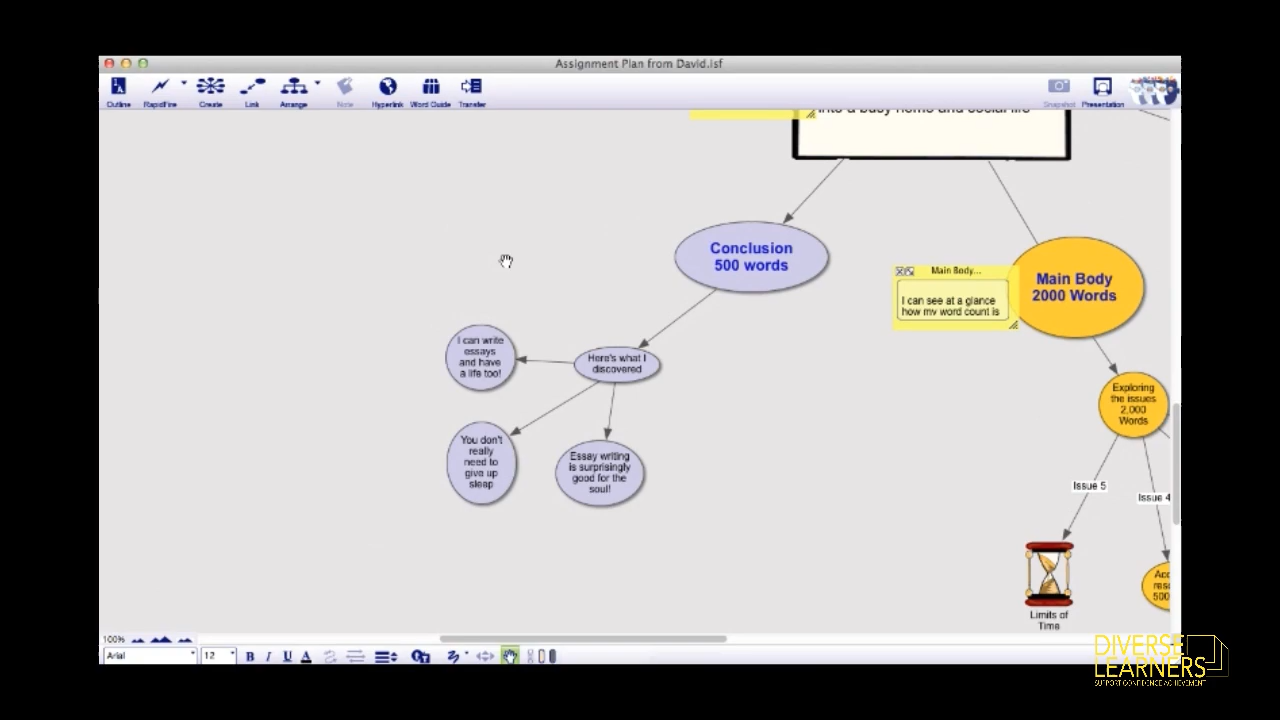 Assignment Plan from David.isf
Outline
RapidFire
Create
Link
Arrange
Note
Hyperlink
Word Guide
Transfer
Snapshot
Presentation
into a busy home and social life
Conclusion
500 words
Main Body...
I can see at a glance
how my word count is
Main Body
2000 Words
I can write
essays
and have
a life too!
Here's what I
discovered
Exploring
the issues
2,000
Words
You don't
really
need to
give up
sleep
Essay writing
is surprisingly
good for the
soul!
Issue 5
Issue 4
500
Limits of
Time
100%
Arial
12
B I U A
DIVERSE
LEARNERS
SUPPORT CONFIDENCE ACHIEVEMENT